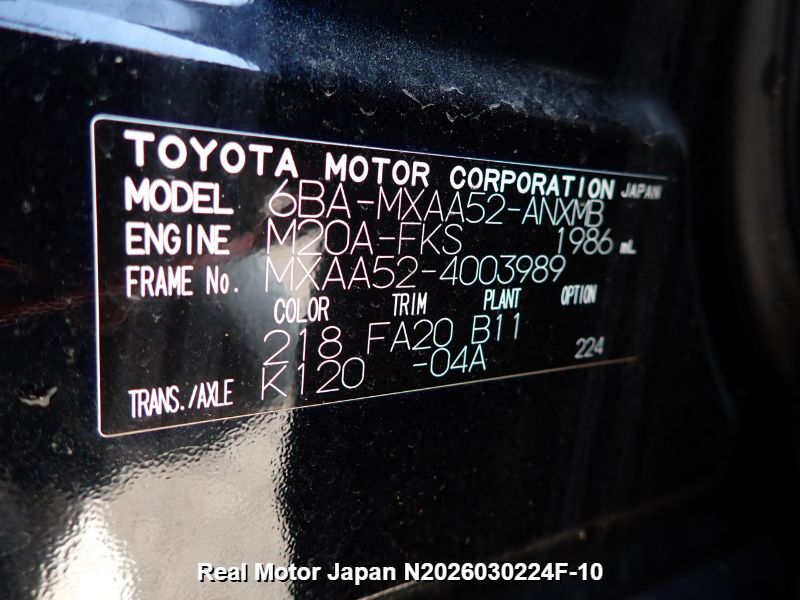 TOYOTA MOTOR CORPORATION JAPAN
MODEL 6BA-MXAA52-ANXMB
ENGINE M20A-FKS 1986 mL
FRAME No. MXAA52-4003989
COLOR TRIM PLANT OPTION
218 FA20 B11
TRANS./AXLE K120 -04A 224
Real Motor Japan N2026030224F-10